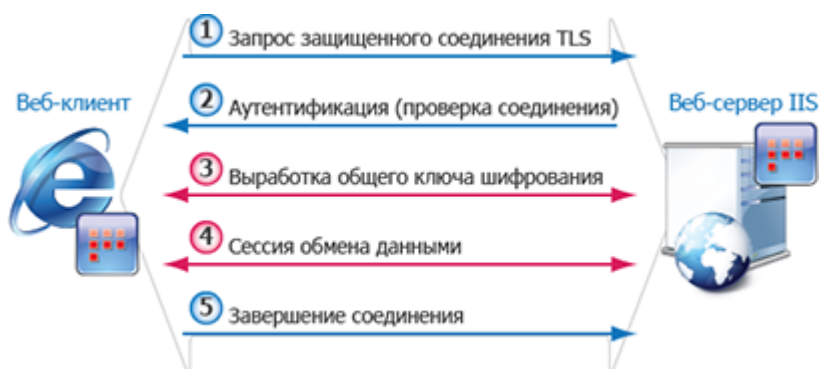 1 Запрос защищенного соединения TLS
Веб-клиент
2 Аутентификация (проверка соединения)
Веб-сервер IIS
3 Выработка общего ключа шифрования
4 Сессия обмена данными
5 Завершение соединения